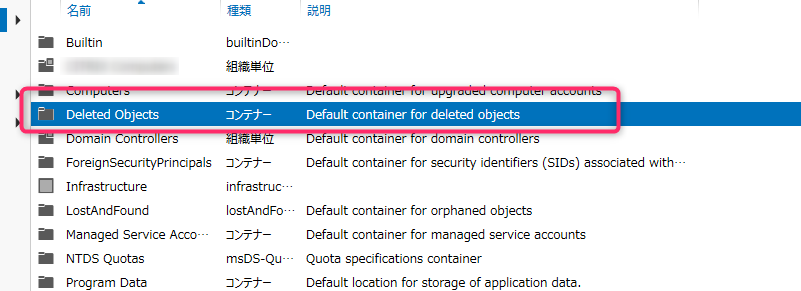 名前 種類 説明
Builtin builtinDo…
組織単位
Computers コンテナー Default container for upgraded computer accounts
Deleted Objects コンテナー Default container for deleted objects
Domain Controllers 組織単位 Default container for domain controllers
ForeignSecurityPrincipals コンテナー Default container for security identifiers (SIDs) associated with…
Infrastructure infrastruc…
LostAndFound lostAndFo… Default container for orphaned objects
Managed Service Acco… コンテナー Default container for managed service accounts
NTDS Quotas msDS-Qu… Quota specifications container
Program Data コンテナー Default location for storage of application data.